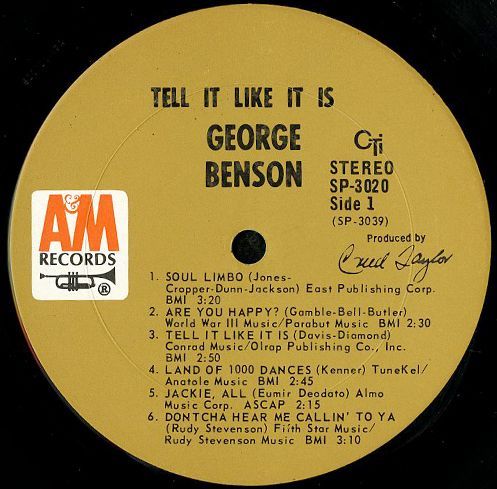 TELL IT LIKE IT IS
GEORGE
BENSON
CTi
STEREO
SP-3020
Side 1
(SP-3039)
Produced by
Creed Taylor
A&M
RECORDS
®
1. SOUL LIMBO (Jones-
Cropper-Dunn-Jackson) East Publishing Corp.
BMI 3:20
2. ARE YOU HAPPY? (Gamble-Bell-Butler)
World War III Music/Parabut Music BMI 2:30
3. TELL IT LIKE IT IS (Davis-Diamond)
Conrad Music/Olrap Publishing Co., Inc.
BMI 2:50
4. LAND OF 1000 DANCES (Kenner) TuneKel/
Anatole Music BMI 2:45
5. JACKIE, ALL (Eumir Deodato) Almo
Music Corp. ASCAP 2:15
6. DONTCHA HEAR ME CALLIN' TO YA
(Rudy Stevenson) Fifth Star Music/
Rudy Stevenson Music BMI 3:10